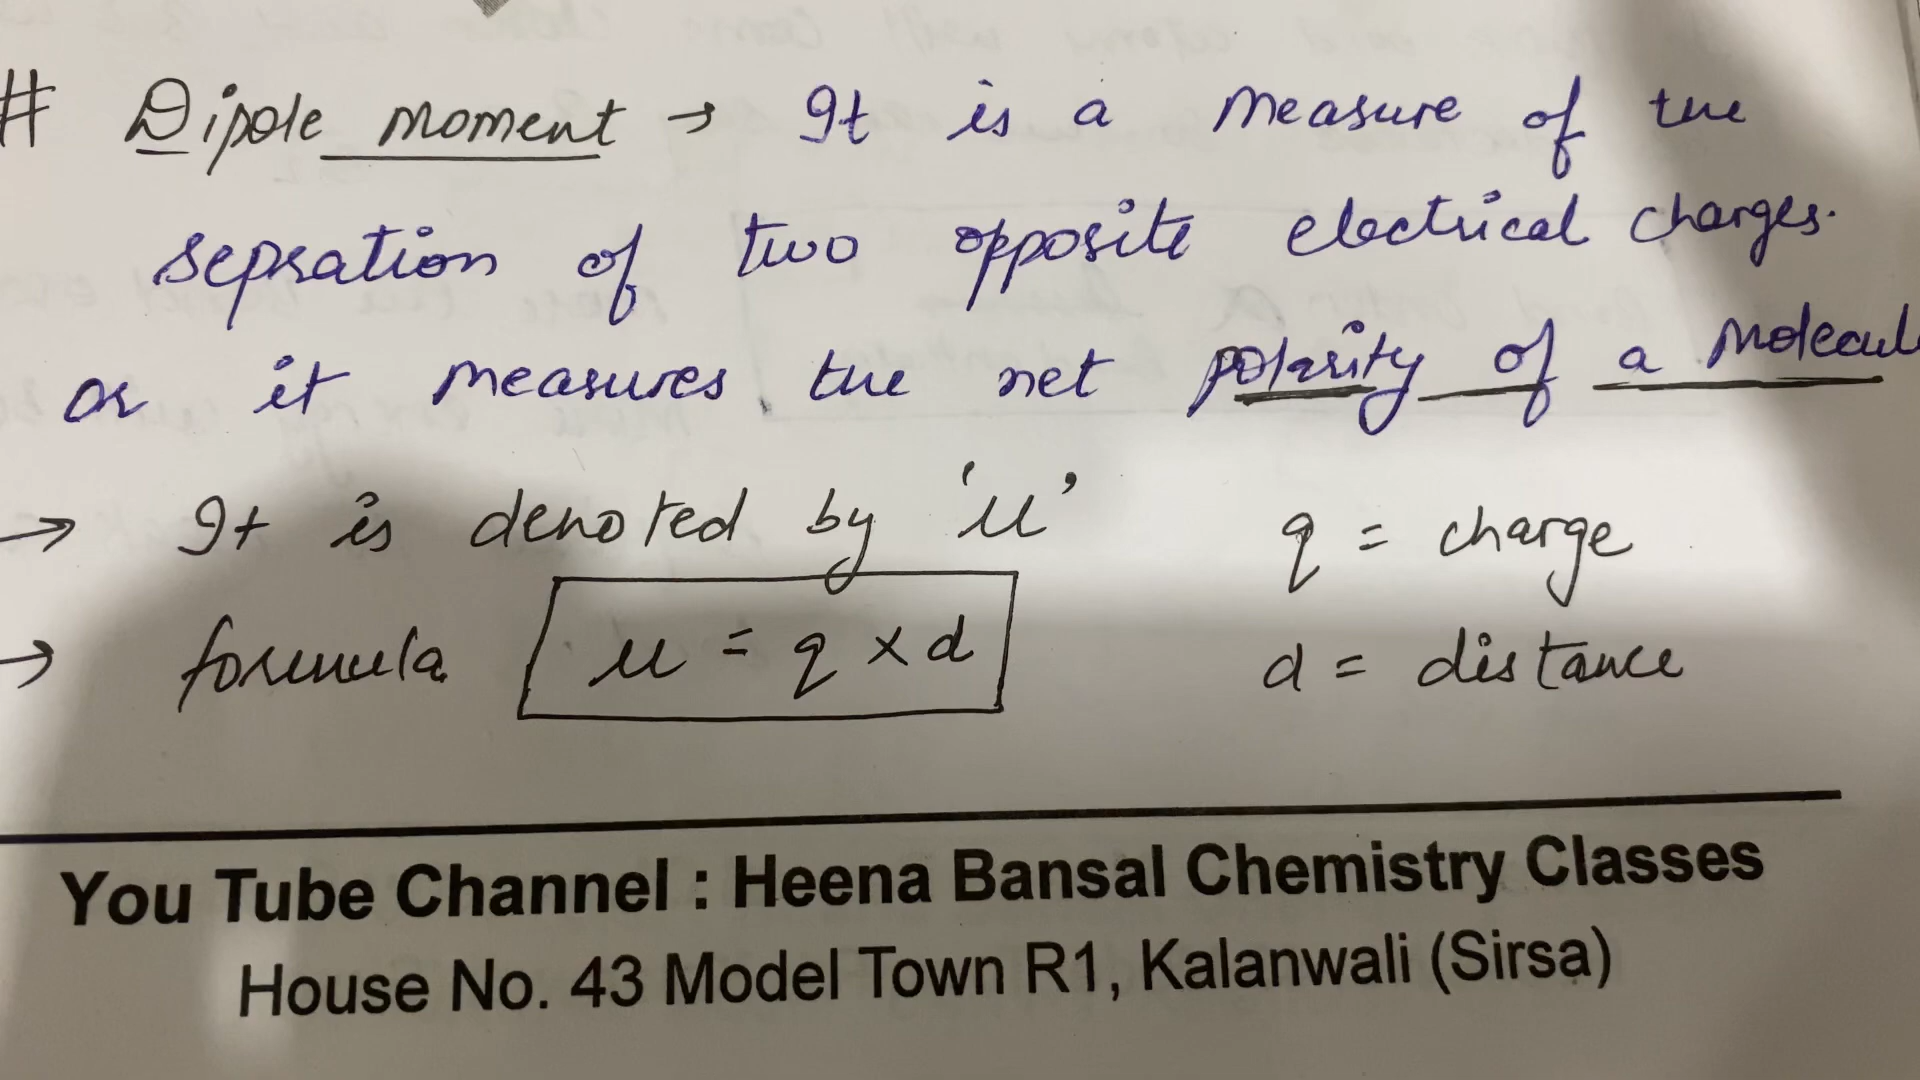 # Dipole moment → It is a measure of the
sepration of two opposite electrical charges.
or it measures the net polarity of a molecul
→ It is denoted by 'μ' q = charge
→ formula μ = q × d d = distance
You Tube Channel : Heena Bansal Chemistry Classes
House No. 43 Model Town R1, Kalanwali (Sirsa)